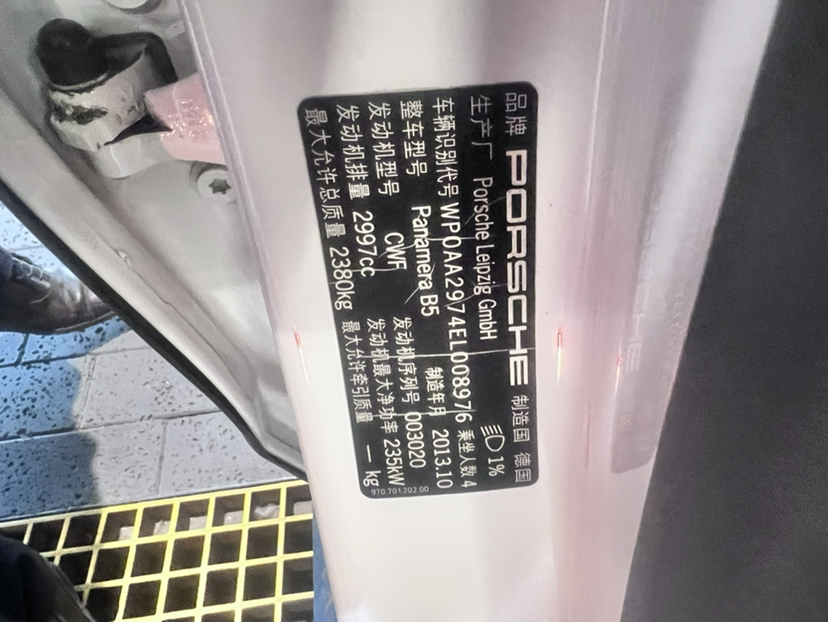 品牌 PORSCHE 制造国 德国
生产厂 Porsche Leipzig GmbH 1%
车辆识别代号 WP0AA2974EL008976 乘坐人数 4
整车型号 Panamera B5 制造年月 2013.10
发动机型号 CWF 发动机序列号 003020
发动机排量 2997cc 发动机最大净功率 235kW
最大允许总质量 2380kg 最大允许牵引质量 — kg
970.701.202.00